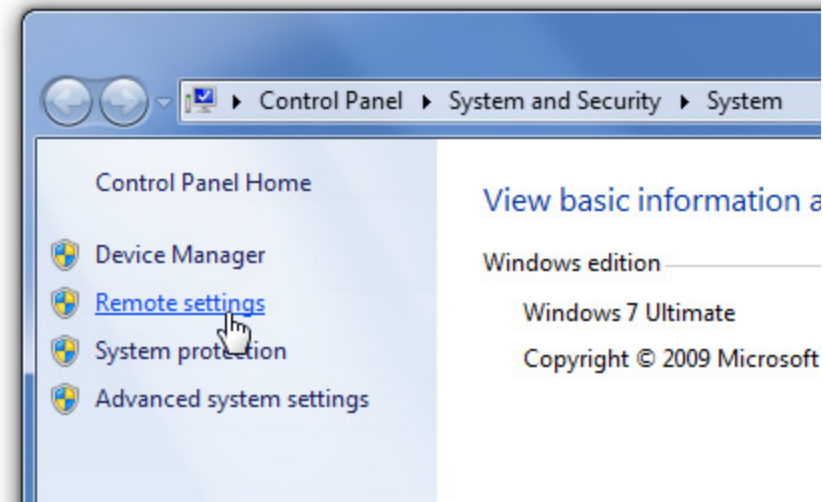 Control Panel ▸ System and Security ▸ System
Control Panel Home
Device Manager
Remote settings
System protection
Advanced system settings
View basic information a
Windows edition
Windows 7 Ultimate
Copyright © 2009 Microsoft